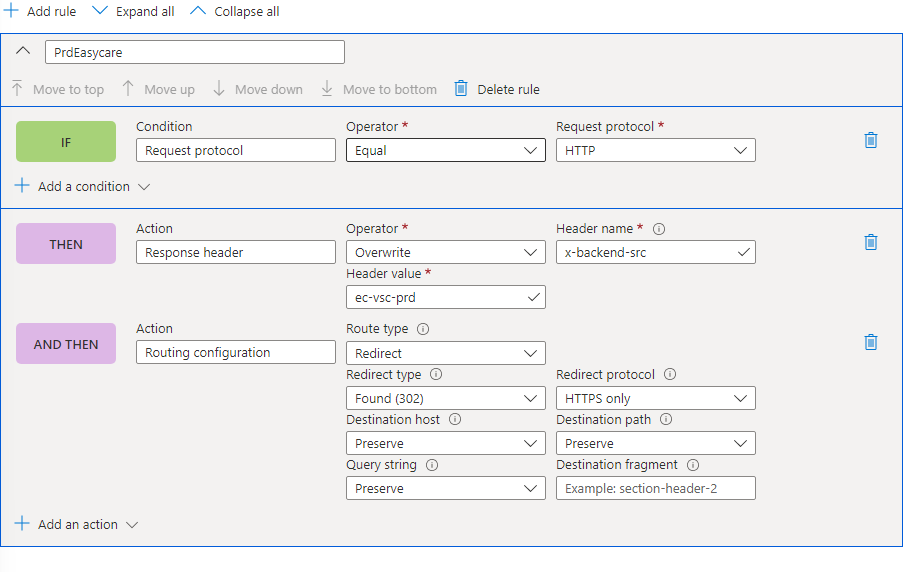 Add rule Expand all Collapse all
PrdEasycare
Move to top Move up Move down Move to bottom Delete rule
Condition Operator * Request protocol *
IF Request protocol Equal HTTP
Add a condition
Action Operator * Header name *
THEN Response header Overwrite x-backend-src
Header value *
ec-vsc-prd
Action Route type
AND THEN Routing configuration Redirect
Redirect type Redirect protocol
Found (302) HTTPS only
Destination host Destination path
Preserve Preserve
Query string Destination fragment
Preserve Example: section-header-2
Add an action